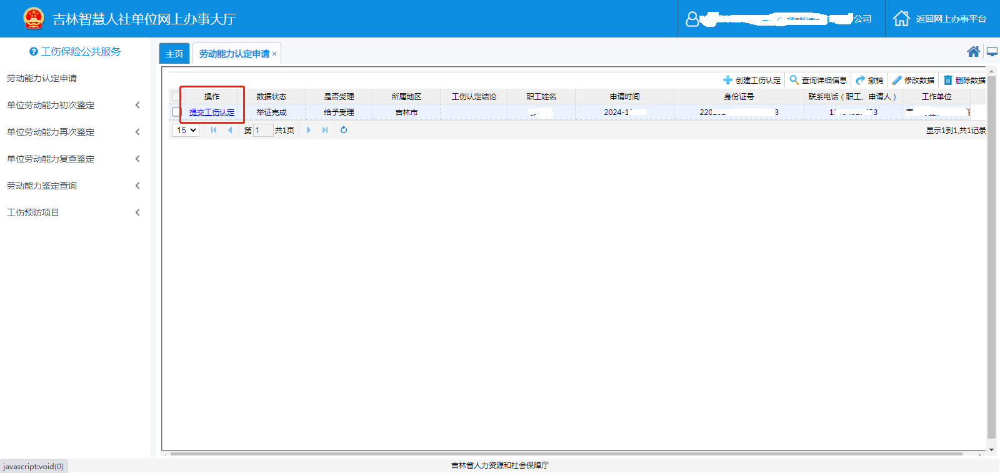 吉林智慧人社单位网上办事大厅
公司
返回网上办事平台
工伤保险公共服务
主页
劳动能力认定申请 ×
劳动能力认定申请
单位劳动能力初次鉴定
单位劳动能力再次鉴定
单位劳动能力复查鉴定
劳动能力鉴定查询
工伤预防项目
创建工伤认定 查询详细信息 撤销 修改数据 删除数据
操作 数据状态 是否受理 所属地区 工伤认定结论 职工姓名 申请时间 身份证号 联系电话（职工、申请人） 工作单位
提交工伤认定 举证完成 给予受理 吉林市 2024-1
15 第 1 共1页 显示1到1,共1记录
javascript:void(0)
吉林省人力资源和社会保障厅